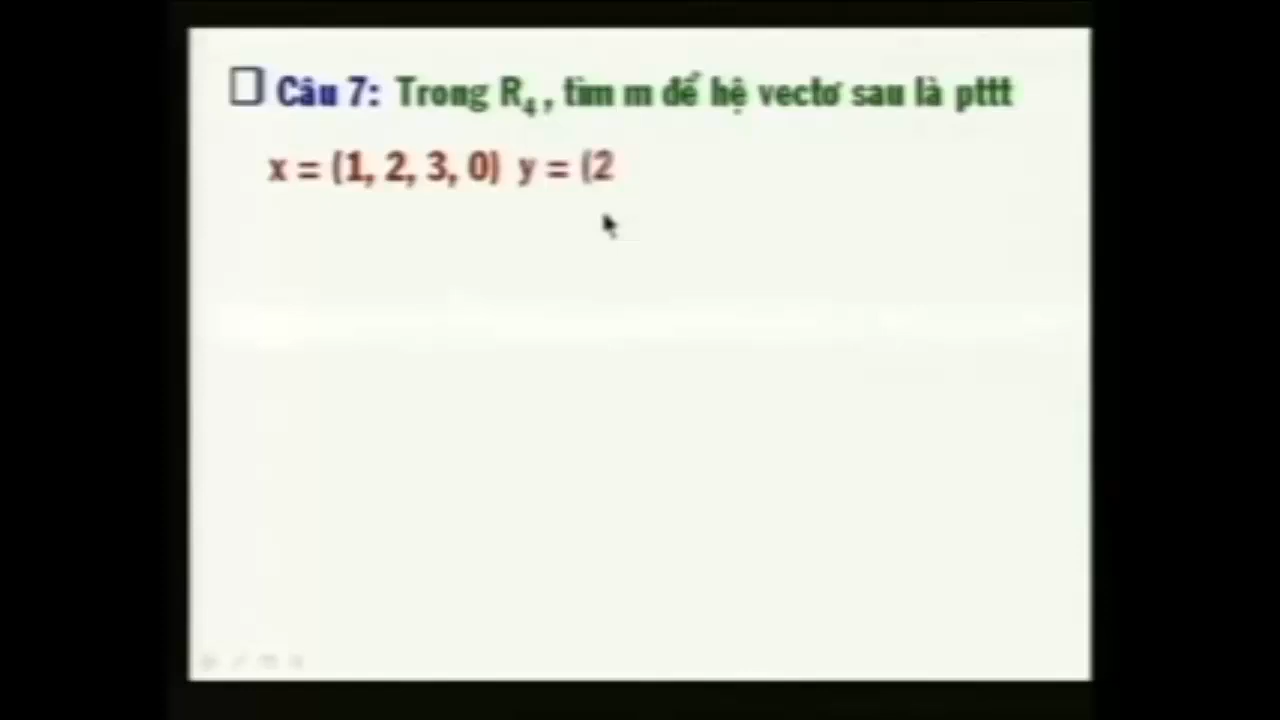 Câu 7: Trong R₄, tìm m để hệ vectơ sau là pttt
x = (1, 2, 3, 0) y = (2